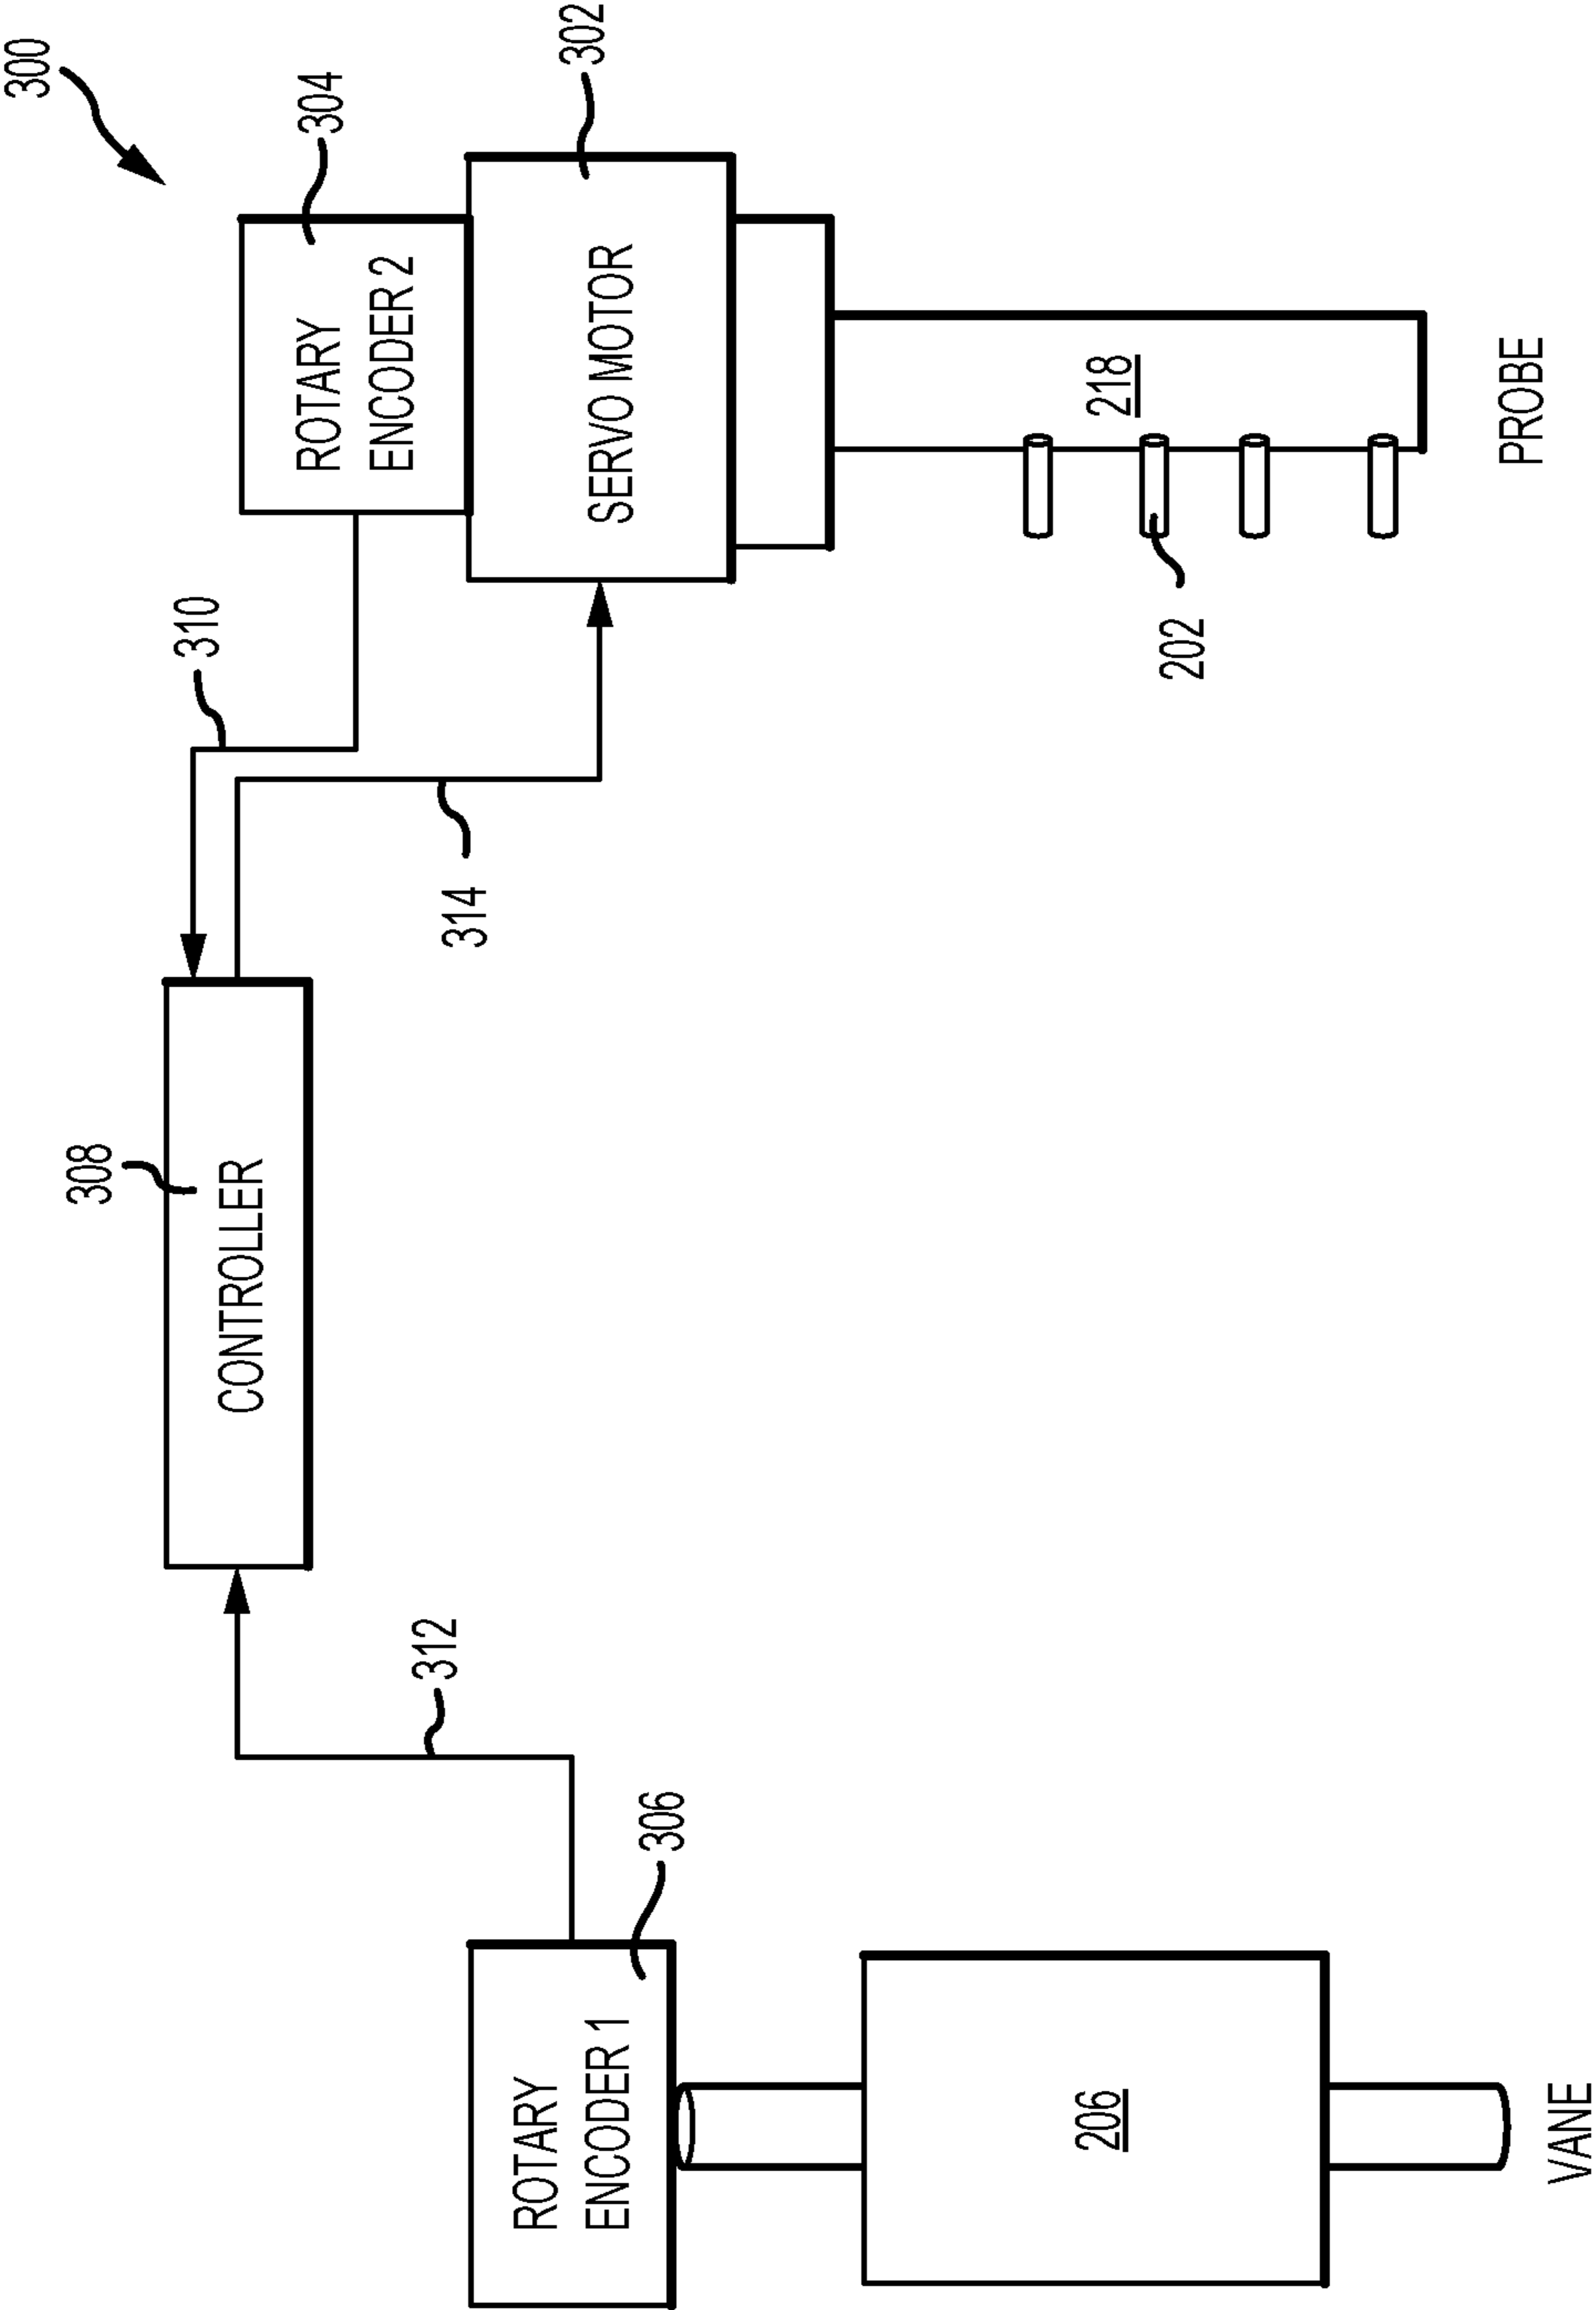 300
304
302
ROTARY
ENCODER 2
SERVO MOTOR
310
314
218
202
PROBE
308
CONTROLLER
312
306
ROTARY
ENCODER 1
206
VANE